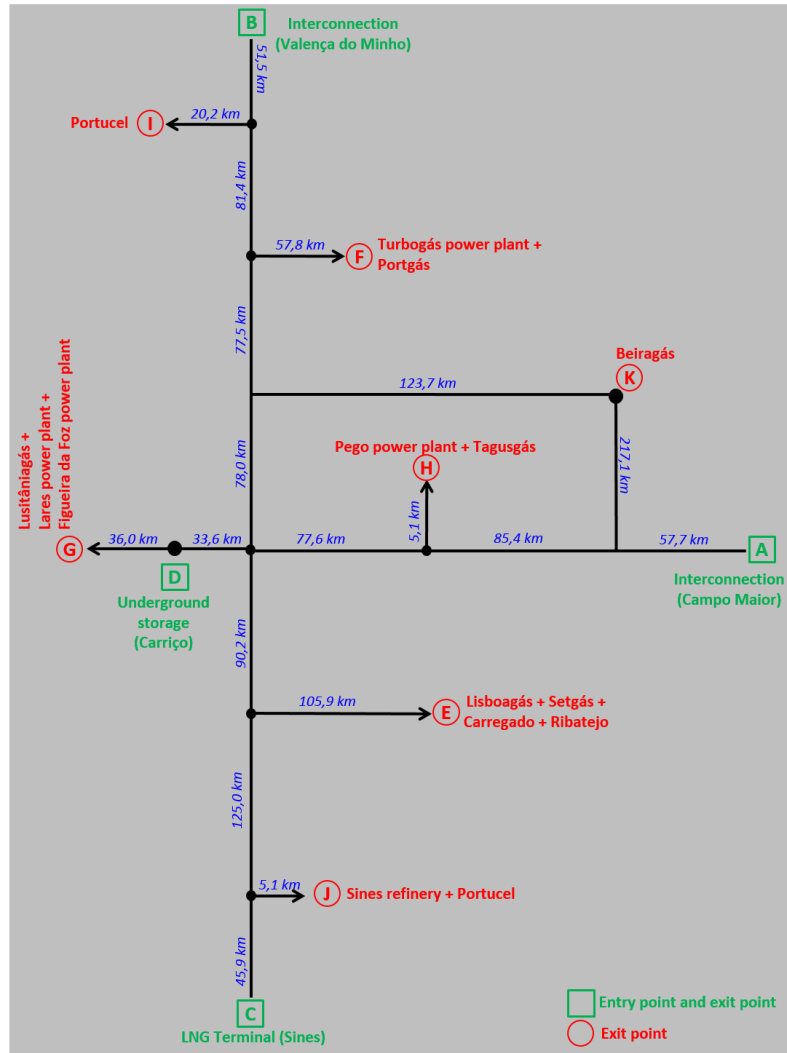 B
Interconnection
(Valença do Minho)
51,5 km
20,2 km
Portucel
I
81,4 km
57,8 km
F
Turbogás power plant +
Portgás
77,5 km
Beiragás
K
123,7 km
217,1 km
78,0 km
Pego power plant + Tagusgás
H
5,1 km
Lusitâniagás +
Lares power plant +
Figueira da Foz power plant
G
36,0 km
33,6 km
77,6 km
85,4 km
57,7 km
A
Interconnection
(Campo Maior)
D
Underground
storage
(Carriço)
90,2 km
105,9 km
E
Lisboagás + Setgás +
Carregado + Ribatejo
125,0 km
5,1 km
J
Sines refinery + Portucel
45,9 km
C
LNG Terminal (Sines)
Entry point and exit point
Exit point